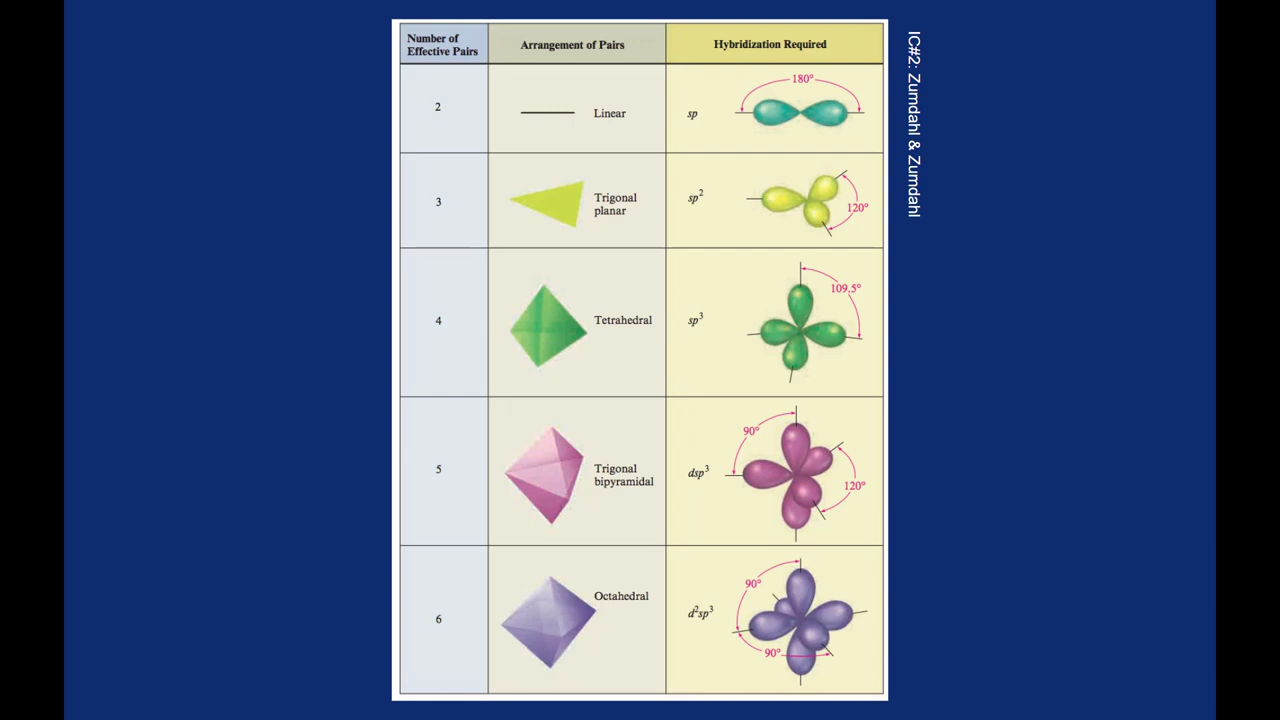 Number of
Effective Pairs
Arrangement of Pairs
Hybridization Required
2
Linear
sp
180°
3
Trigonal
planar
sp²
120°
4
Tetrahedral
sp³
109.5°
5
Trigonal
bipyramidal
dsp³
90°
120°
6
Octahedral
d²sp³
90°
90°
IC#2: Zumdahl & Zumdahl